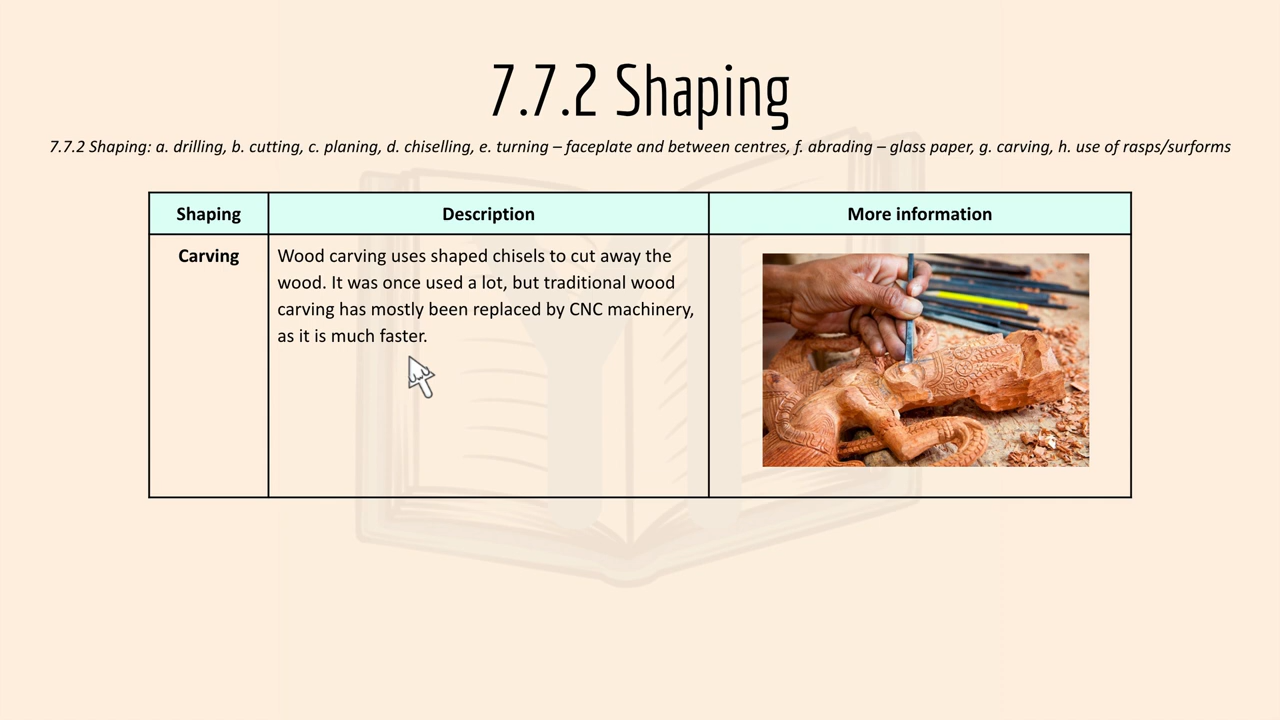 7.7.2 Shaping
7.7.2 Shaping: a. drilling, b. cutting, c. planing, d. chiselling, e. turning – faceplate and between centres, f. abrading – glass paper, g. carving, h. use of rasps/surforms
Shaping
Description
More information
Carving
Wood carving uses shaped chisels to cut away the
wood. It was once used a lot, but traditional wood
carving has mostly been replaced by CNC machinery,
as it is much faster.